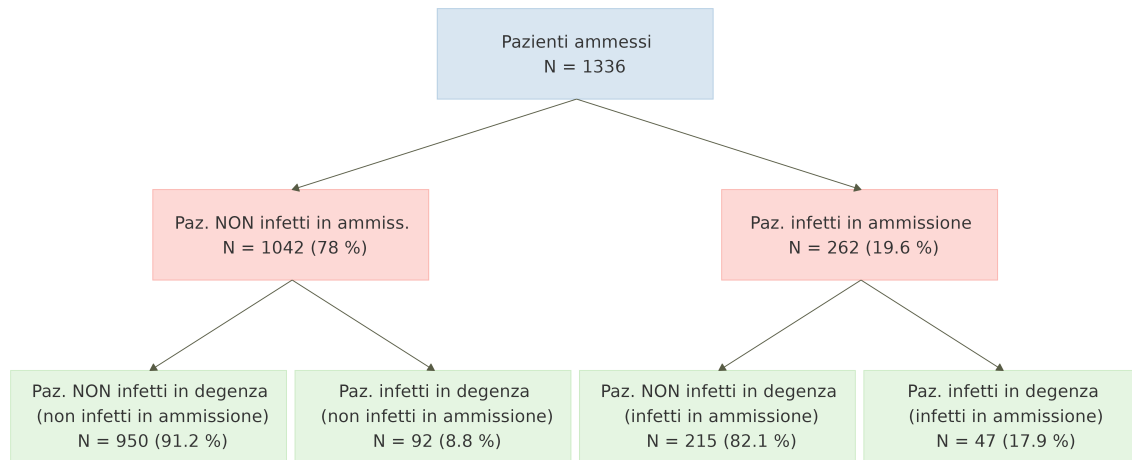 Pazienti ammessi
N = 1336
Paz. NON infetti in ammiss.
N = 1042 (78 %)
Paz. infetti in ammissione
N = 262 (19.6 %)
Paz. NON infetti in degenza
(non infetti in ammissione)
N = 950 (91.2 %)
Paz. infetti in degenza
(non infetti in ammissione)
N = 92 (8.8 %)
Paz. NON infetti in degenza
(infetti in ammissione)
N = 215 (82.1 %)
Paz. infetti in degenza
(infetti in ammissione)
N = 47 (17.9 %)